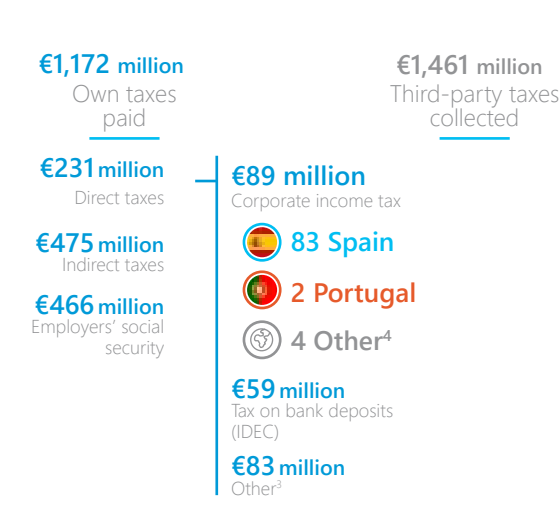 €1,172 million
Own taxes
paid
€1,461 million
Third-party taxes
collected
€231 million
Direct taxes
€475 million
Indirect taxes
€466 million
Employers’ social
security
€89 million
Corporate income tax
83 Spain
2 Portugal
4 Other⁴
€59 million
Tax on bank deposits
(IDEC)
€83 million
Other³